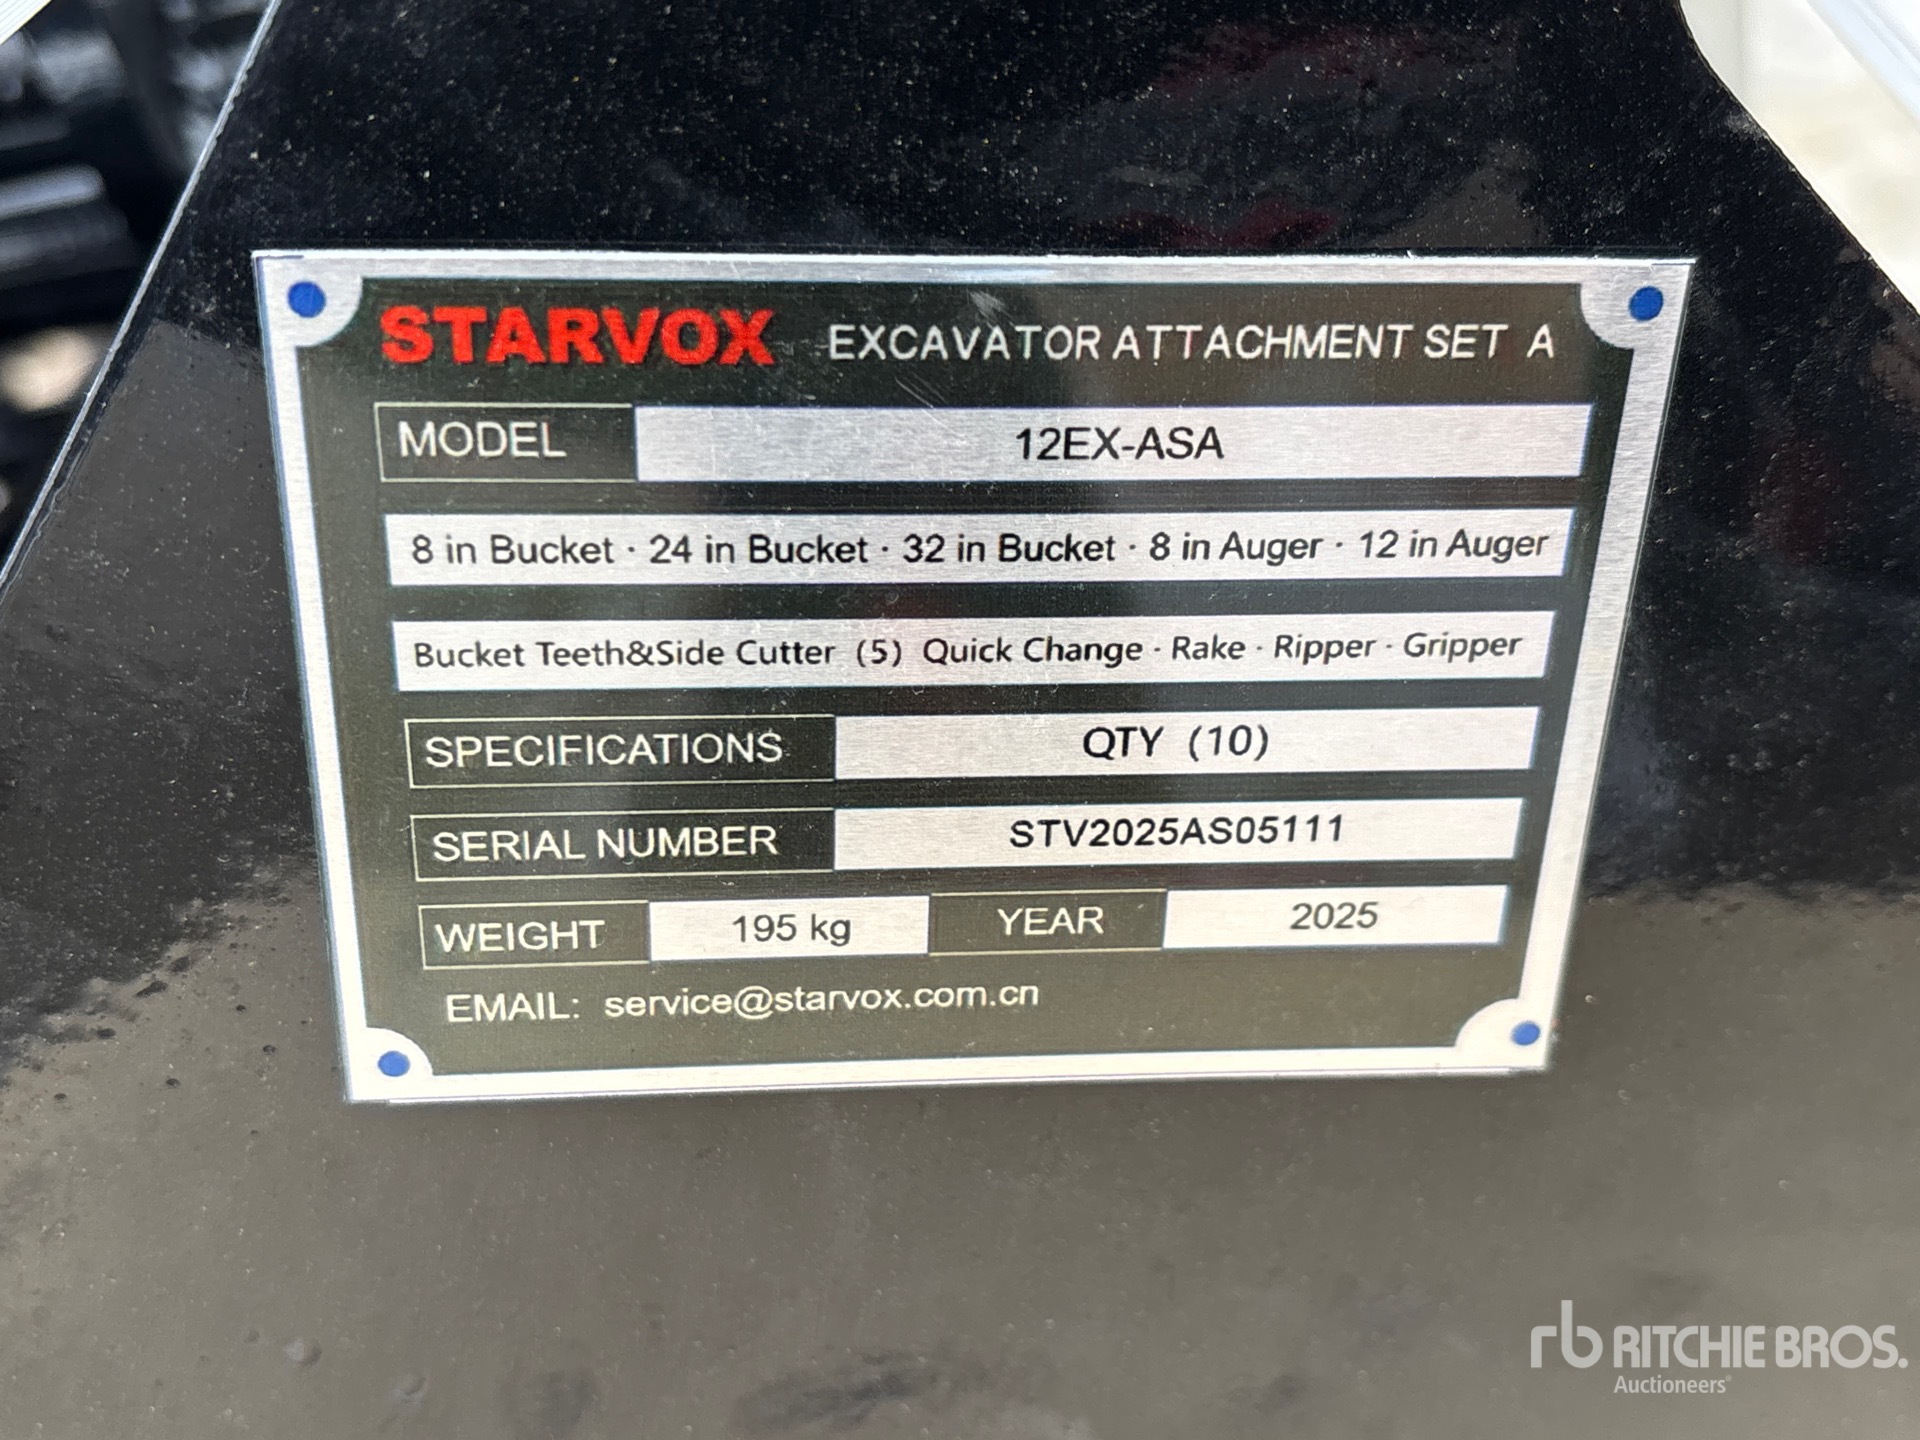 STARVOX EXCAVATOR ATTACHMENT SET A
MODEL 12EX-ASA
8 in Bucket · 24 in Bucket · 32 in Bucket · 8 in Auger · 12 in Auger
Bucket Teeth&Side Cutter (5) Quick Change · Rake · Ripper · Gripper
SPECIFICATIONS QTY (10)
SERIAL NUMBER STV2025AS05111
WEIGHT 195 kg YEAR 2025
EMAIL: service@starvox.com.cn
rb RITCHIE BROS.
Auctioneers